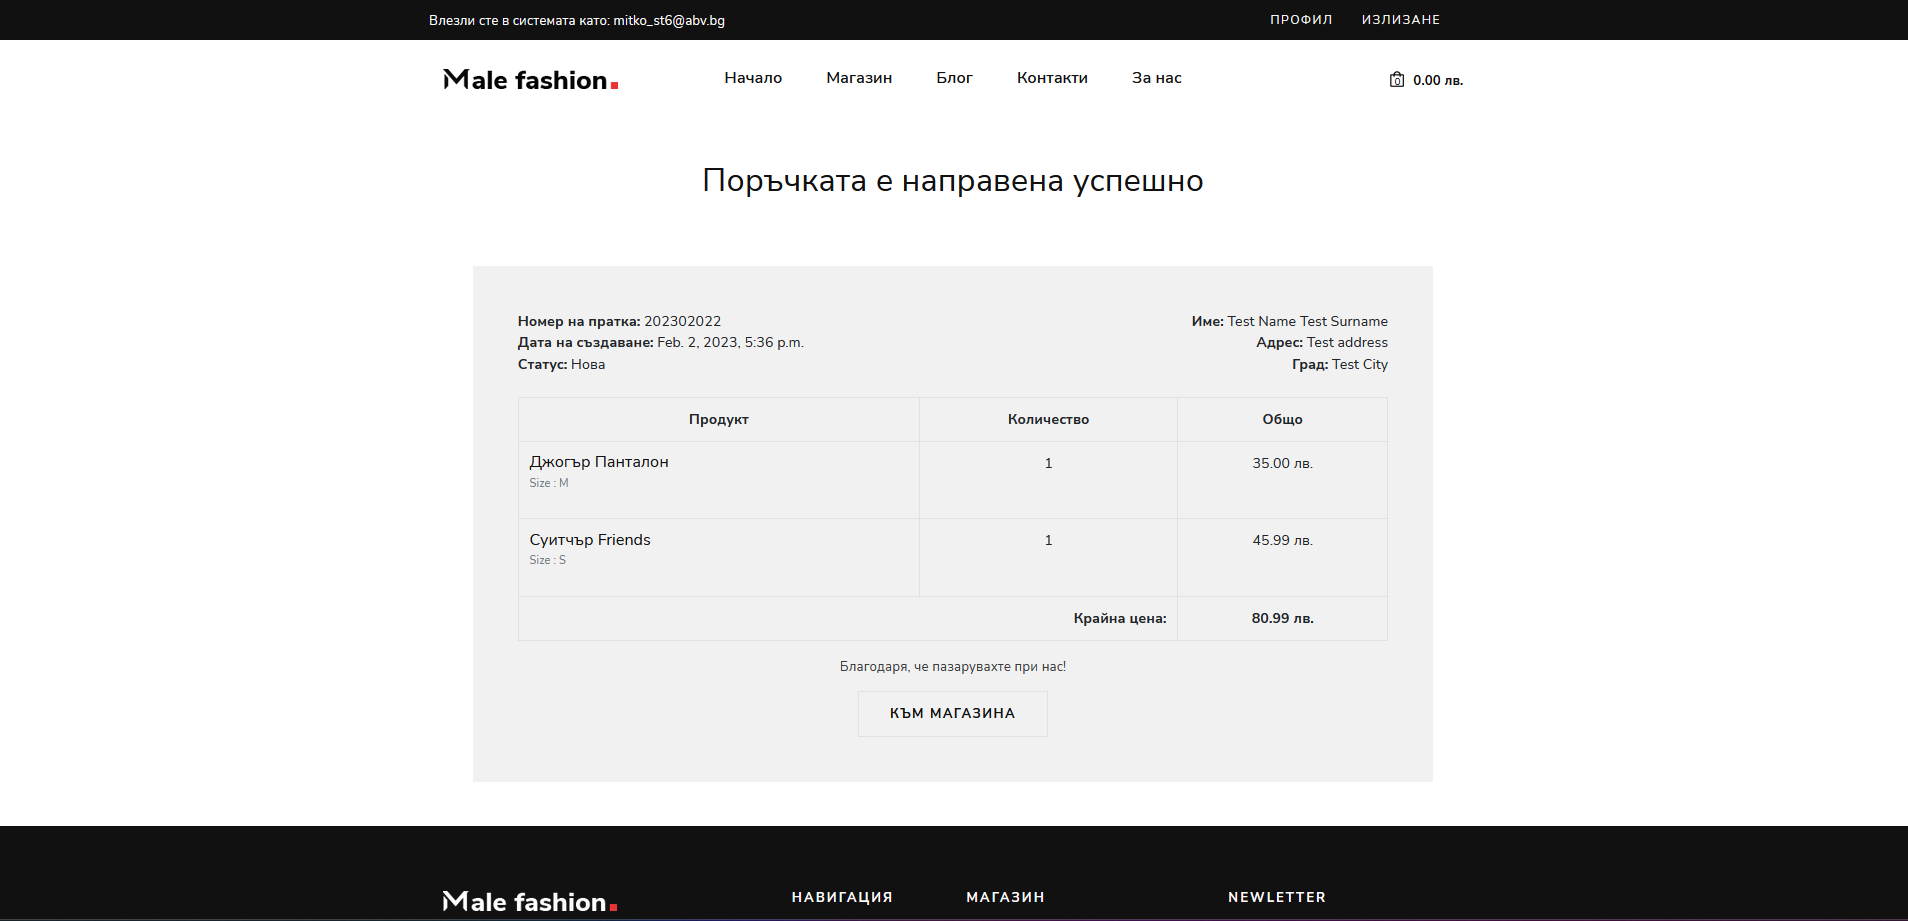 Влезли сте в системата като: mitko_st6@abv.bg ПРОФИЛ ИЗЛИЗАНЕ
Male fashion. Начало Магазин Блог Контакти За нас 0 0.00 лв.
Поръчката е направена успешно
Номер на пратка: 202302022 Име: Test Name Test Surname
Дата на създаване: Feb. 2, 2023, 5:36 p.m. Адрес: Test address
Статус: Нова Град: Test City
Продукт Количество Общо
Джогър Панталон 1 35.00 лв.
Size : M
Суитчър Friends 1 45.99 лв.
Size : S
Крайна цена: 80.99 лв.
Благодаря, че пазарувахте при нас!
КЪМ МАГАЗИНА
Male fashion. НАВИГАЦИЯ МАГАЗИН NEWLETTER